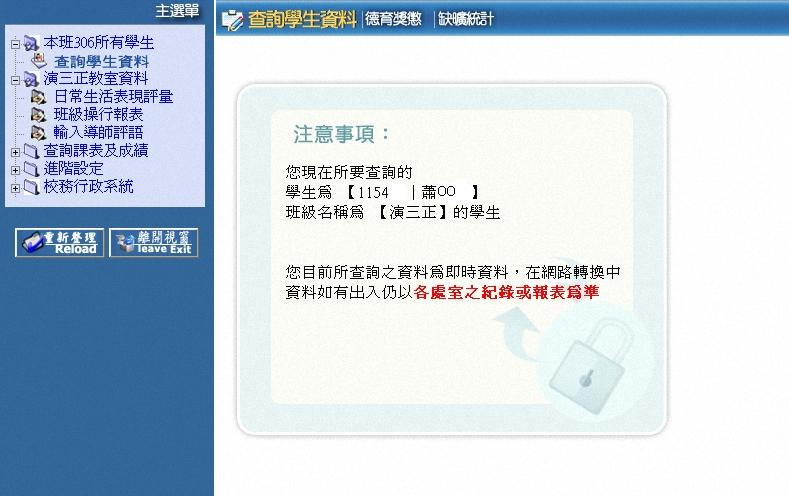 主選單
本班306所有學生
查詢學生資料
演三正教室資料
日常生活表現評量
班級操行報表
輸入導師評語
查詢課表及成績
進階設定
校務行政系統
重新整理
Reload
離開視窗
leave Exit
查詢學生資料 |德育獎懲 |缺曠統計
注意事項：
您現在所要查詢的
學生為 【1154 ｜蕭OO 】
班級名稱為 【演三正】的學生
您目前所查詢之資料為即時資料，在網路轉換中
資料如有出入仍以各處室之紀錄或報表為準